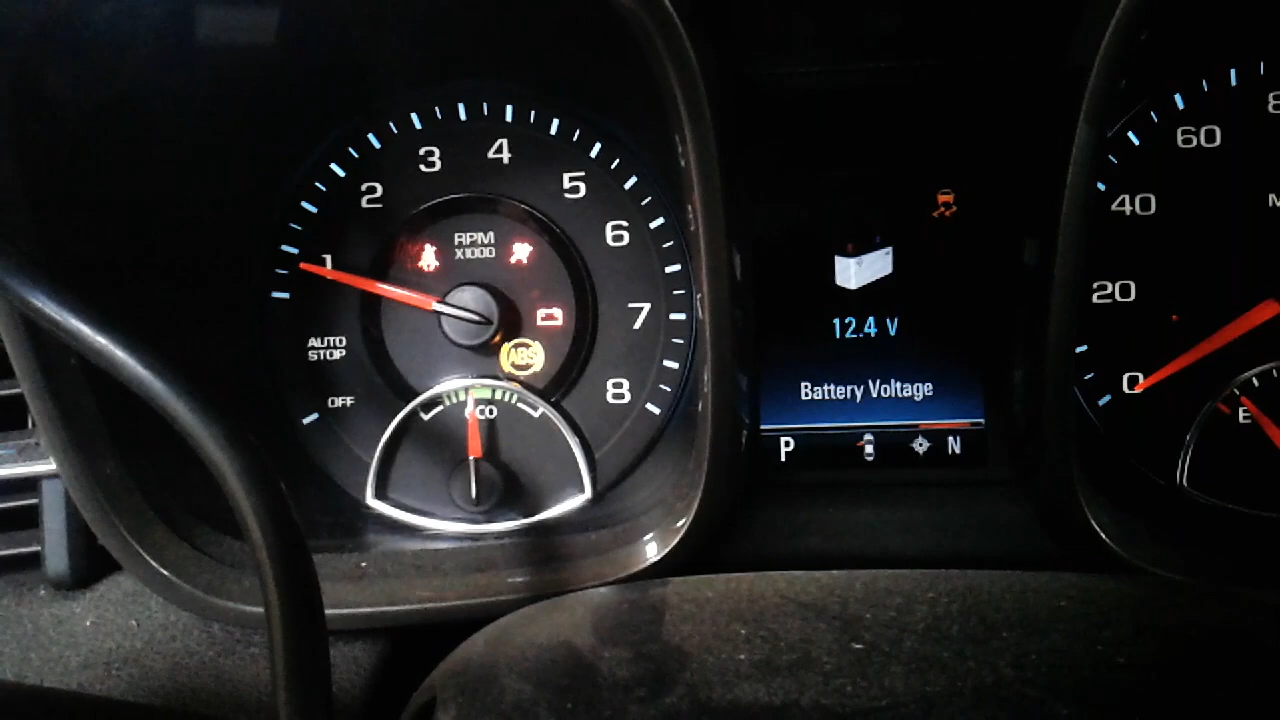 1
2
3
4
5
6
7
8
RPM
X1000
AUTO
STOP
OFF
ABS
eco
12.4 V
Battery Voltage
P
N
0
20
40
60
E